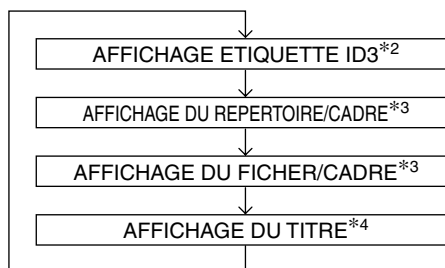 AFFICHAGE ETIQUETTE ID3*2
AFFICHAGE DU REPERTOIRE/CADRE*3
AFFICHAGE DU FICHER/CADRE*3
AFFICHAGE DU TITRE*4